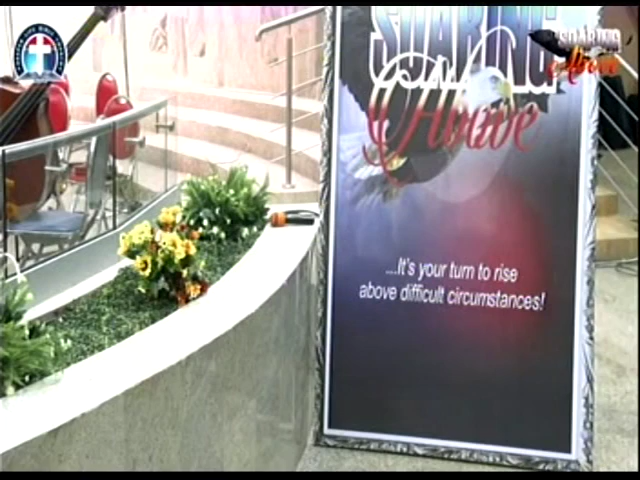 SOARING
Above
...It's your turn to rise
above difficult circumstances!
SOARING
Above